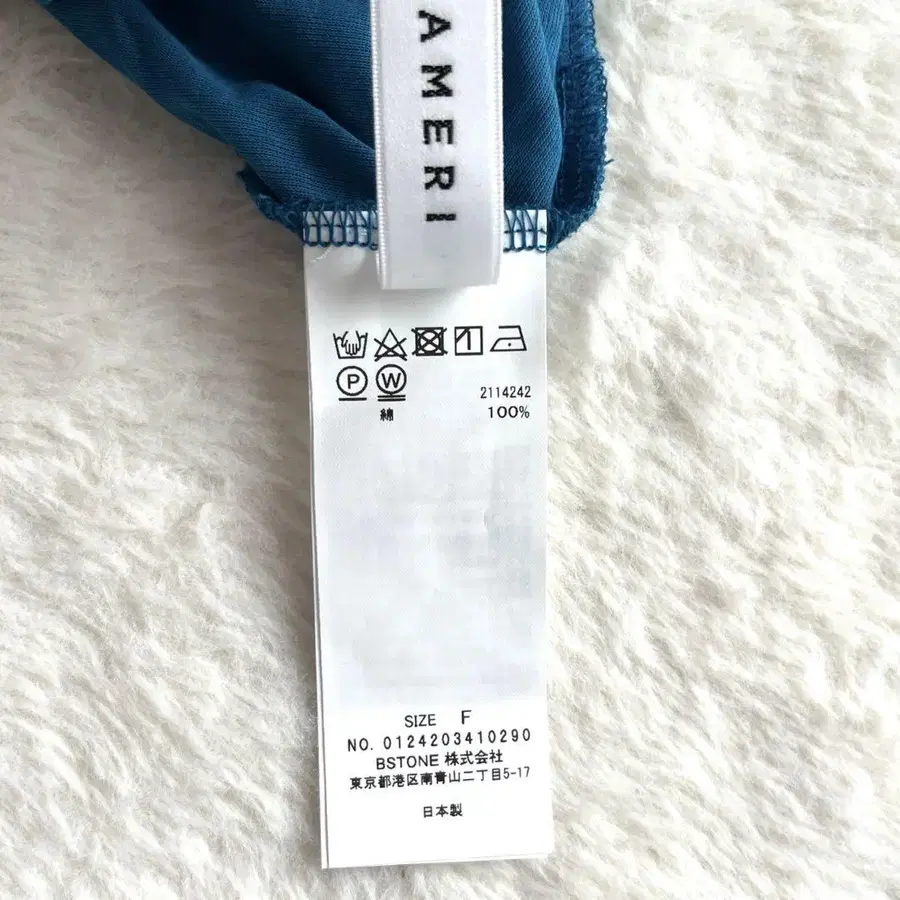 AMERI
P W
2114242
綿 100%
SIZE F
NO. 0124203410290
BSTONE 株式会社
東京都港区南青山二丁目5-17
日本製